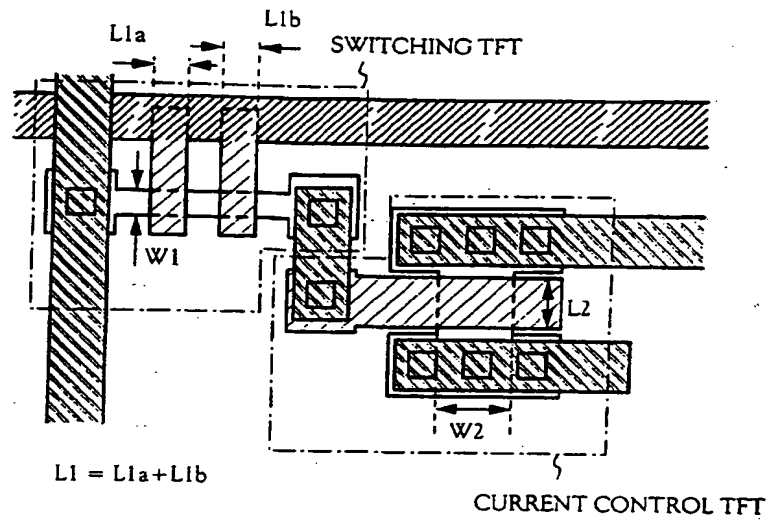 L1b
L1a
SWITCHING TFT
W1
L2
W2
L1 = L1a+L1b
CURRENT CONTROL TFT